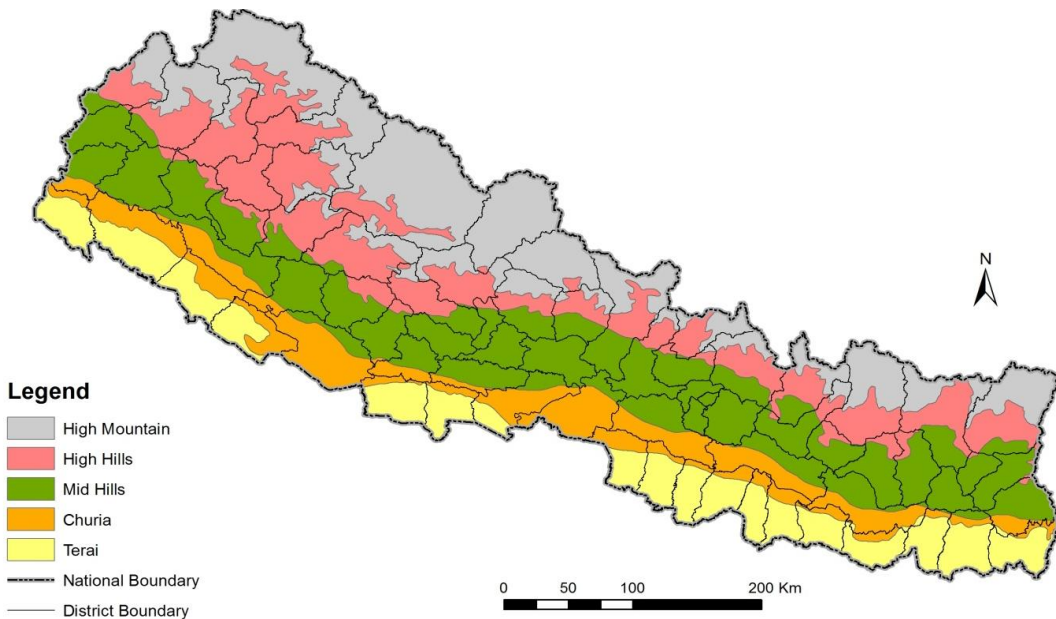 N
Legend
High Mountain
High Hills
Mid Hills
Churia
Terai
National Boundary
District Boundary
0 50 100 200 Km